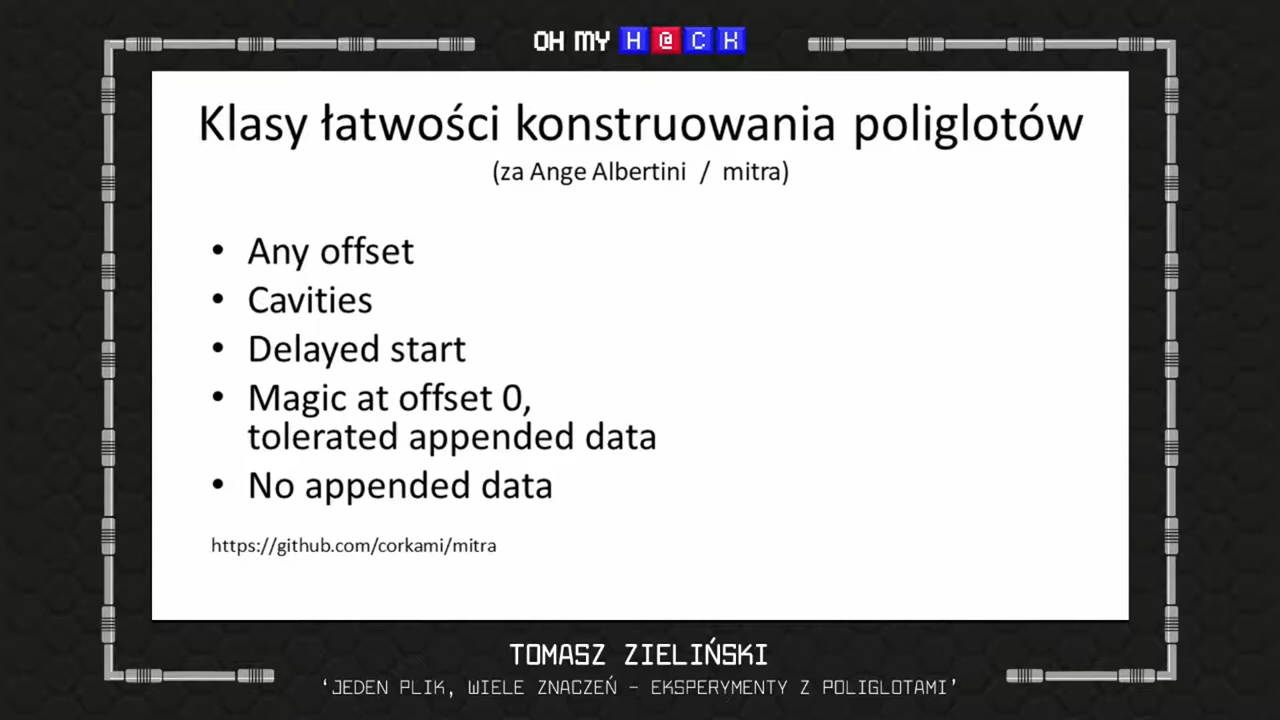 OH MY H@CK
Klasy łatwości konstruowania poliglotów
(za Ange Albertini / mitra)
• Any offset
• Cavities
• Delayed start
• Magic at offset 0,
tolerated appended data
• No appended data
https://github.com/corkami/mitra
TOMASZ ZIELIŃSKI
‘JEDEN PLIK, WIELE ZNACZEŃ – EKSPERYMENTY Z POLIGLOTAMI’